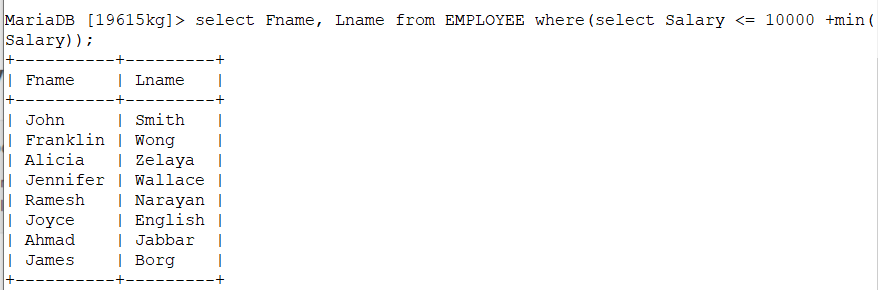 MariaDB [19615kg]> select Fname, Lname from EMPLOYEE where(select Salary <= 10000 +min(
Salary));
+----------+---------+
| Fname    | Lname   |
+----------+---------+
| John     | Smith   |
| Franklin | Wong    |
| Alicia   | Zelaya  |
| Jennifer | Wallace |
| Ramesh   | Narayan |
| Joyce    | English |
| Ahmad    | Jabbar  |
| James    | Borg    |
+----------+---------+